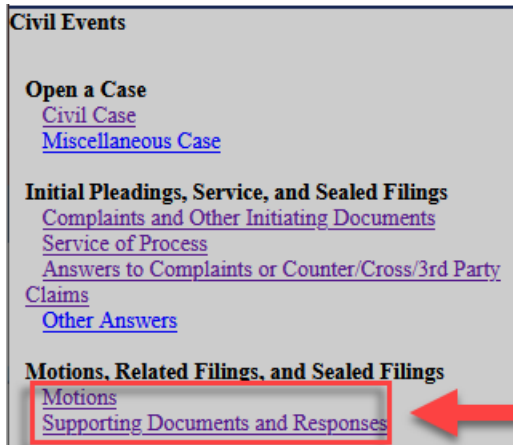 Civil Events
Open a Case
Civil Case
Miscellaneous Case
Initial Pleadings, Service, and Sealed Filings
Complaints and Other Initiating Documents
Service of Process
Answers to Complaints or Counter/Cross/3rd Party
Claims
Other Answers
Motions, Related Filings, and Sealed Filings
Motions
Supporting Documents and Responses